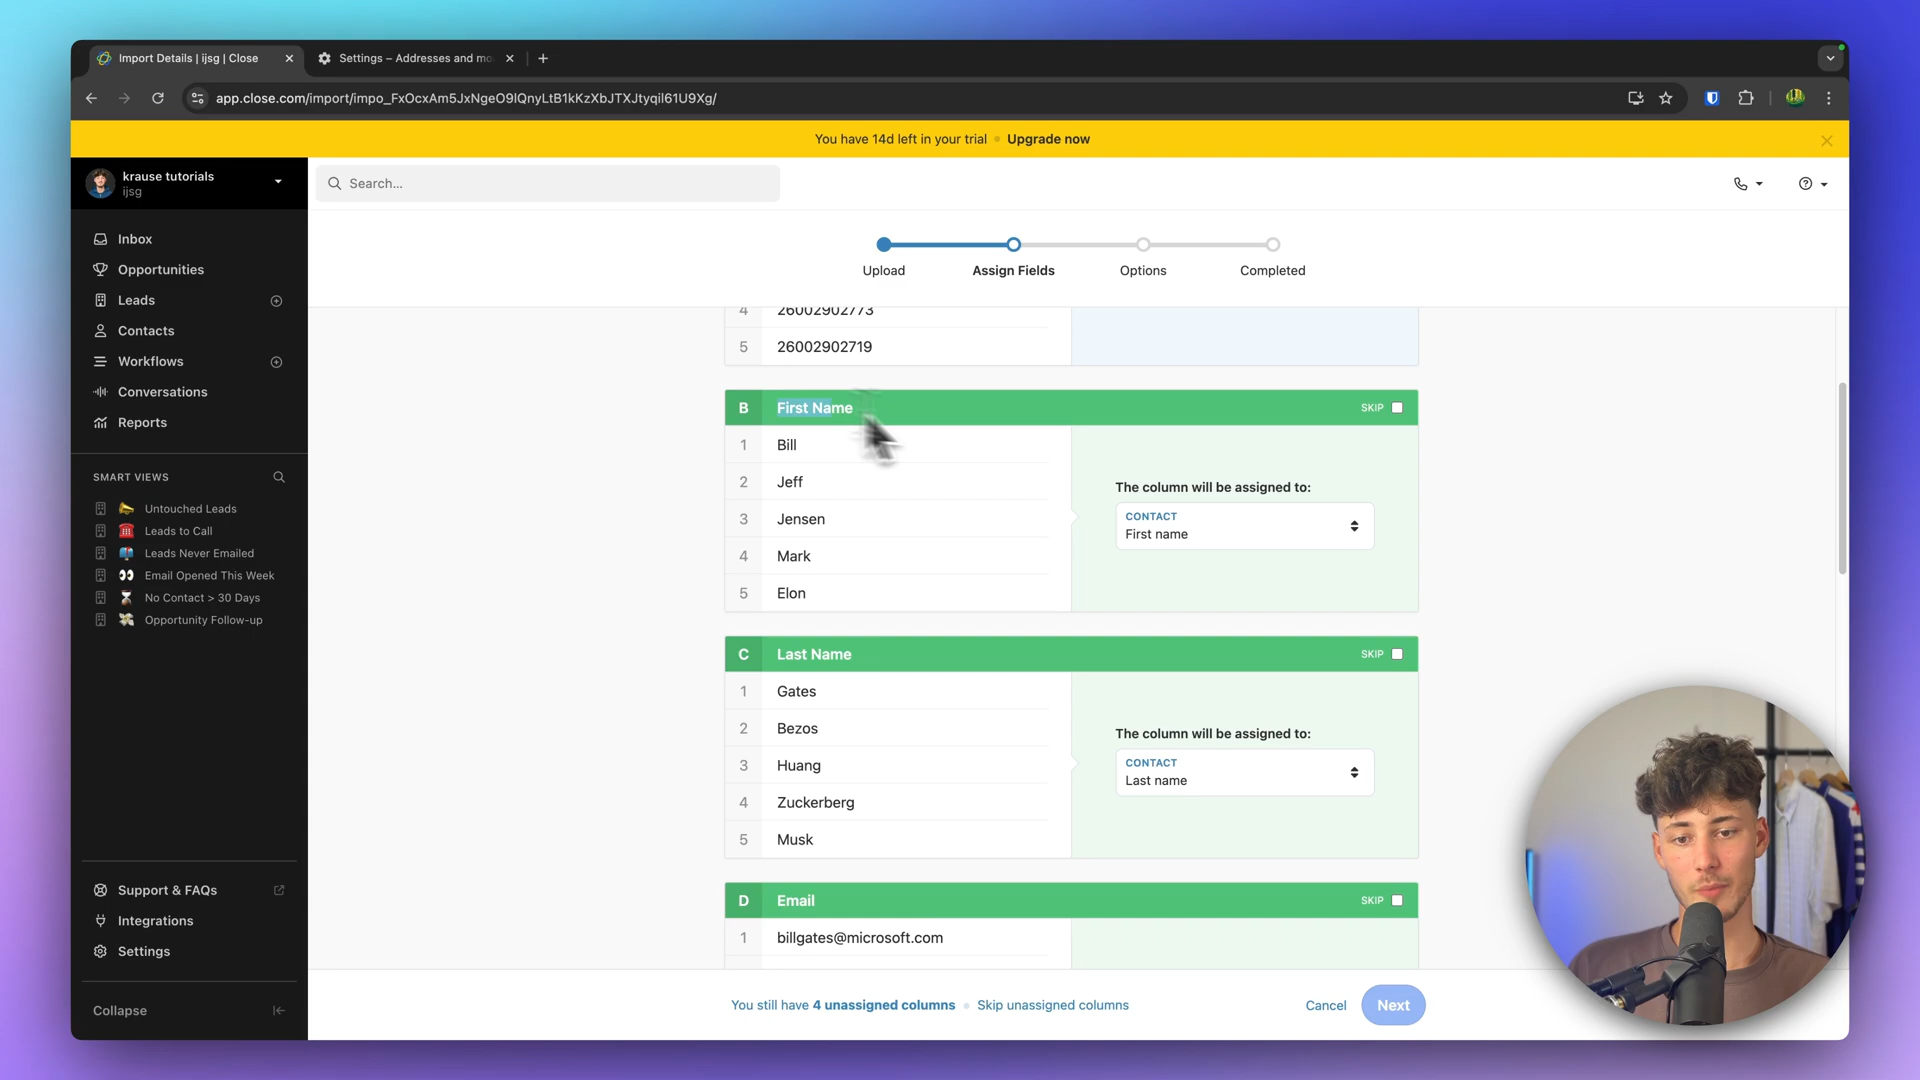 Import Details | ijsg | Close
Settings – Addresses and mo
app.close.com/import/impo_FxOcxAm5JxNgeO9lQnyLtB1kKzXbJTXJtyqil61U9Xg/
You have 14d left in your trial • Upgrade now
krause tutorials
ijsg
Search...
Inbox
Opportunities
Leads
Contacts
Workflows
Conversations
Reports
SMART VIEWS
Untouched Leads
Leads to Call
Leads Never Emailed
Email Opened This Week
No Contact > 30 Days
Opportunity Follow-up
Support & FAQs
Integrations
Settings
Collapse
Upload
Assign Fields
Options
Completed
4 26002902773
5 26002902719
B First Name SKIP
1 Bill
2 Jeff
3 Jensen
4 Mark
5 Elon
The column will be assigned to:
CONTACT
First name
C Last Name SKIP
1 Gates
2 Bezos
3 Huang
4 Zuckerberg
5 Musk
The column will be assigned to:
CONTACT
Last name
D Email SKIP
1 billgates@microsoft.com
You still have 4 unassigned columns • Skip unassigned columns
Cancel
Next